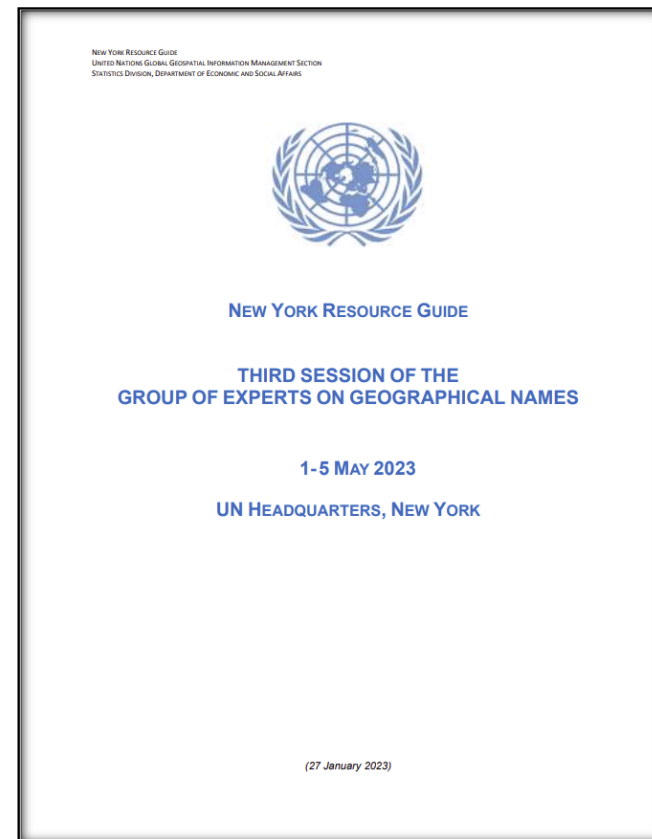 New York Resource Guide
United Nations Global Geospatial Information Management Section
Statistics Division, Department of Economic and Social Affairs
New York Resource Guide
THIRD SESSION OF THE
GROUP OF EXPERTS ON GEOGRAPHICAL NAMES
1-5 May 2023
UN Headquarters, New York
(27 January 2023)